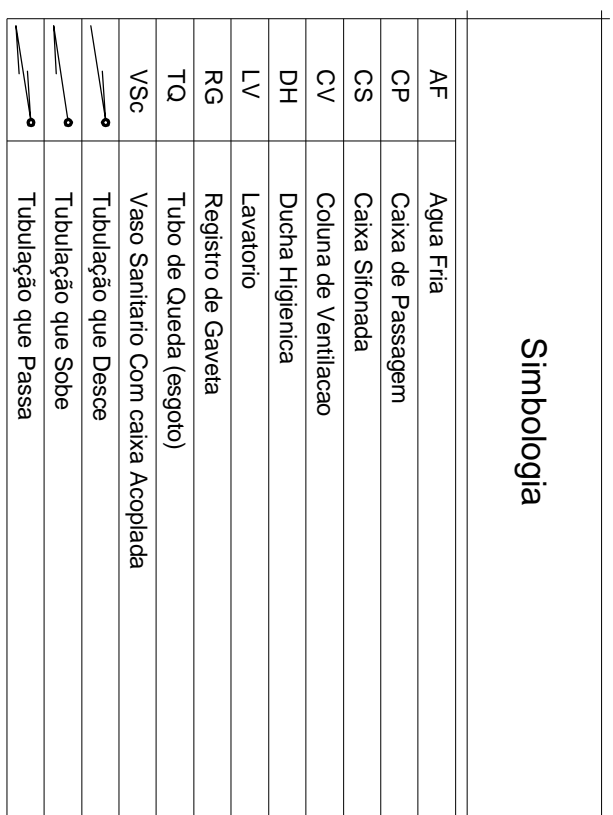 Simbologia
AF Agua Fria
CP Caixa de Passagem
CS Caixa Sifonada
CV Coluna de Ventilacao
DH Ducha Higienica
LV Lavatorio
RG Registro de Gaveta
TQ Tubo de Queda (esgoto)
VSc Vaso Sanitario Com caixa Acoplada
Tubulação que Desce
Tubulação que Sobe
Tubulação que Passa